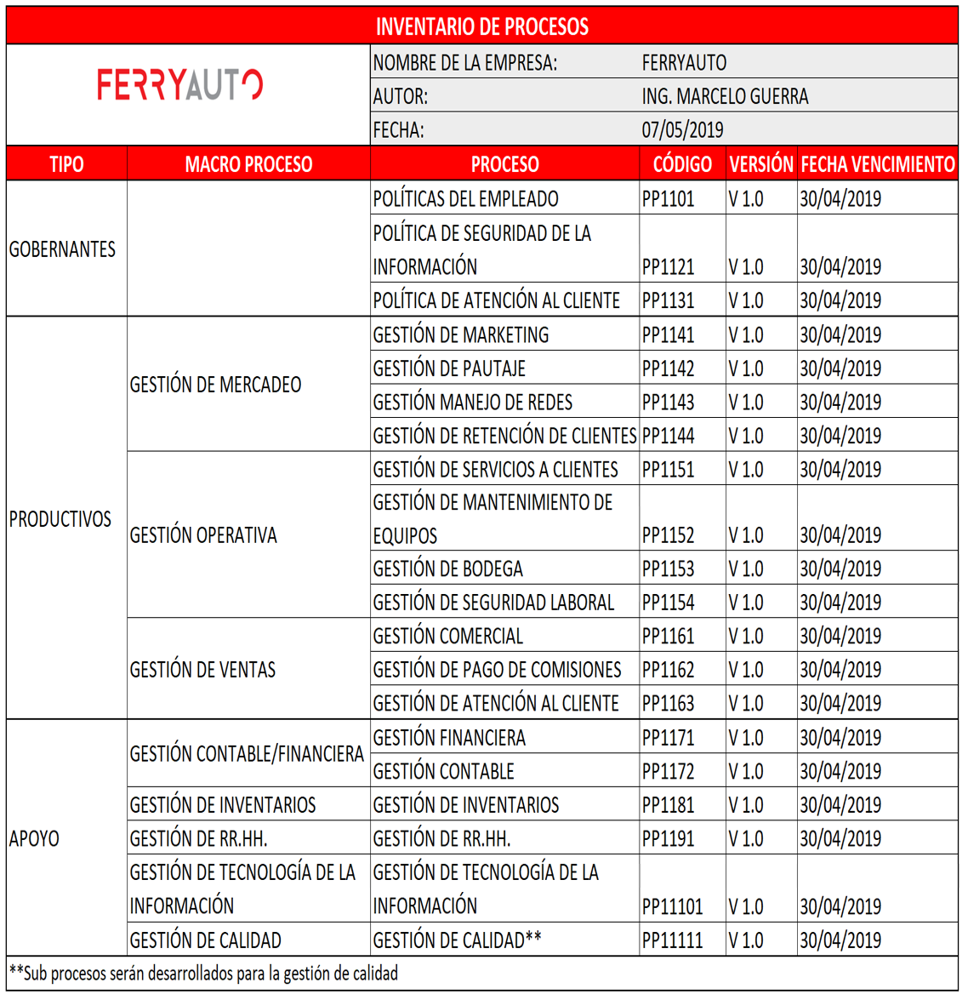 INVENTARIO DE PROCESOS
FERRYAUTO
NOMBRE DE LA EMPRESA: FERRYAUTO
AUTOR: ING. MARCELO GUERRA
FECHA: 07/05/2019
TIPO MACRO PROCESO PROCESO CÓDIGO VERSIÓN FECHA VENCIMIENTO
GOBERNANTES
POLÍTICAS DEL EMPLEADO PP1101 V 1.0 30/04/2019
POLÍTICA DE SEGURIDAD DE LA
INFORMACIÓN PP1121 V 1.0 30/04/2019
POLÍTICA DE ATENCIÓN AL CLIENTE PP1131 V 1.0 30/04/2019
PRODUCTIVOS
GESTIÓN DE MERCADEO
GESTIÓN DE MARKETING PP1141 V 1.0 30/04/2019
GESTIÓN DE PAUTAJE PP1142 V 1.0 30/04/2019
GESTIÓN MANEJO DE REDES PP1143 V 1.0 30/04/2019
GESTIÓN DE RETENCIÓN DE CLIENTES PP1144 V 1.0 30/04/2019
GESTIÓN OPERATIVA
GESTIÓN DE SERVICIOS A CLIENTES PP1151 V 1.0 30/04/2019
GESTIÓN DE MANTENIMIENTO DE
EQUIPOS PP1152 V 1.0 30/04/2019
GESTIÓN DE BODEGA PP1153 V 1.0 30/04/2019
GESTIÓN DE SEGURIDAD LABORAL PP1154 V 1.0 30/04/2019
GESTIÓN DE VENTAS
GESTIÓN COMERCIAL PP1161 V 1.0 30/04/2019
GESTIÓN DE PAGO DE COMISIONES PP1162 V 1.0 30/04/2019
GESTIÓN DE ATENCIÓN AL CLIENTE PP1163 V 1.0 30/04/2019
APOYO
GESTIÓN CONTABLE/FINANCIERA
GESTIÓN FINANCIERA PP1171 V 1.0 30/04/2019
GESTIÓN CONTABLE PP1172 V 1.0 30/04/2019
GESTIÓN DE INVENTARIOS GESTIÓN DE INVENTARIOS PP1181 V 1.0 30/04/2019
GESTIÓN DE RR.HH. GESTIÓN DE RR.HH. PP1191 V 1.0 30/04/2019
GESTIÓN DE TECNOLOGÍA DE LA GESTIÓN DE TECNOLOGÍA DE LA
INFORMACIÓN INFORMACIÓN PP11101 V 1.0 30/04/2019
GESTIÓN DE CALIDAD GESTIÓN DE CALIDAD** PP11111 V 1.0 30/04/2019
**Sub procesos serán desarrollados para la gestión de calidad